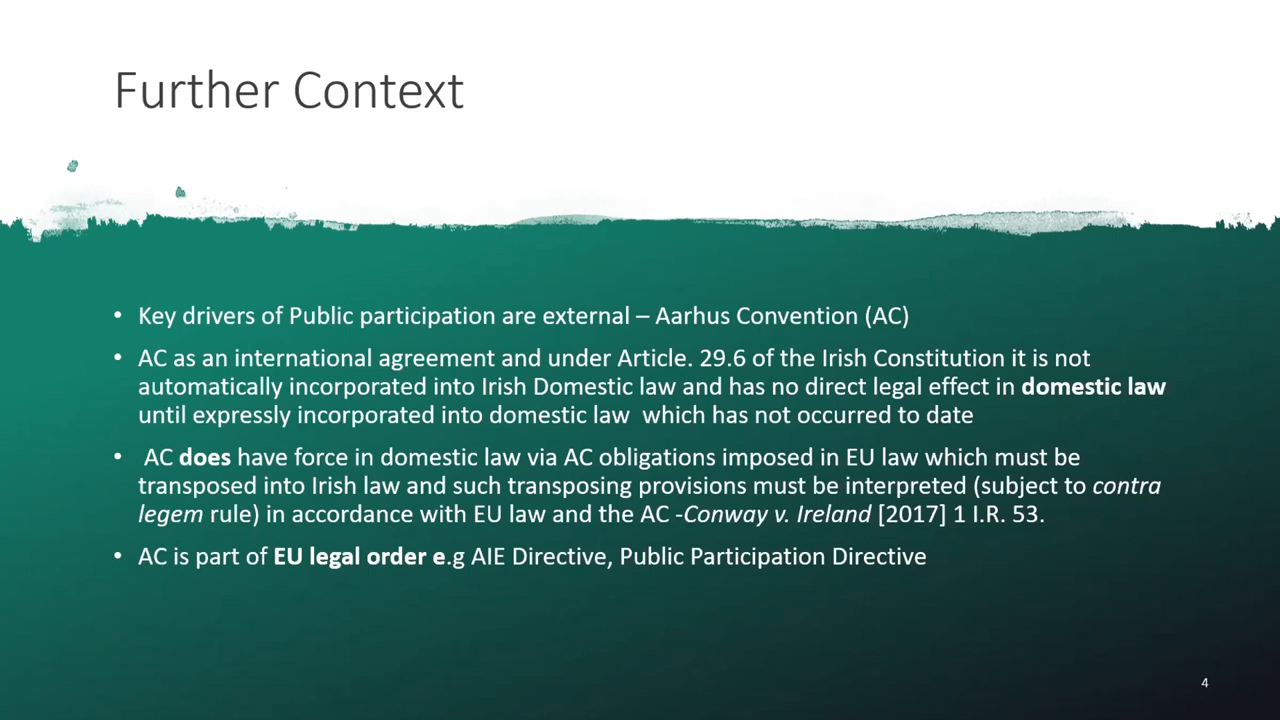 Further Context
• Key drivers of Public participation are external – Aarhus Convention (AC)
• AC as an international agreement and under Article. 29.6 of the Irish Constitution it is not
automatically incorporated into Irish Domestic law and has no direct legal effect in domestic law
until expressly incorporated into domestic law  which has not occurred to date
•  AC does have force in domestic law via AC obligations imposed in EU law which must be
transposed into Irish law and such transposing provisions must be interpreted (subject to contra
legem rule) in accordance with EU law and the AC -Conway v. Ireland [2017] 1 I.R. 53.
• AC is part of EU legal order e.g AIE Directive, Public Participation Directive
4